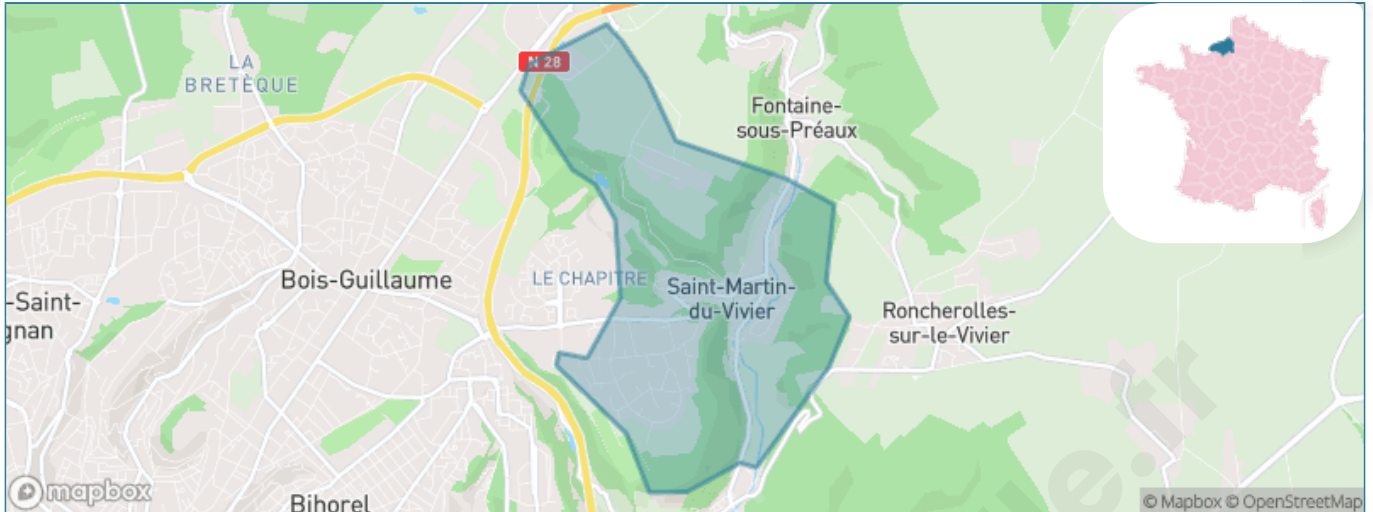 LA
BRETÈQUE
N 28
Fontaine-
sous-Préaux
Bois-Guillaume
LE CHAPITRE
Saint-Martin-
du-Vivier
-Saint-
gnan
Roncherolles-
sur-le-Vivier
Bihorel
mapbox
© Mapbox © OpenStreetMap